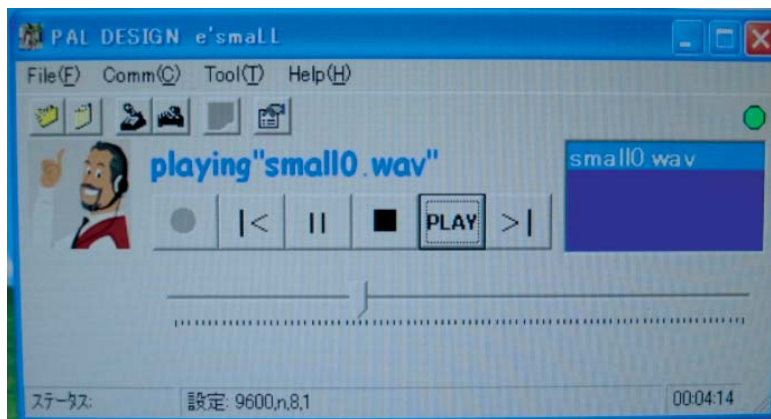 PAL DESIGN e'smaLL
File(F) Comm(C) Tool(T) Help(H)
playing"small0.wav"
small0.wav
|< || ■ PLAY >|
ステータス: 設定: 9600,n,8,1 00:04:14